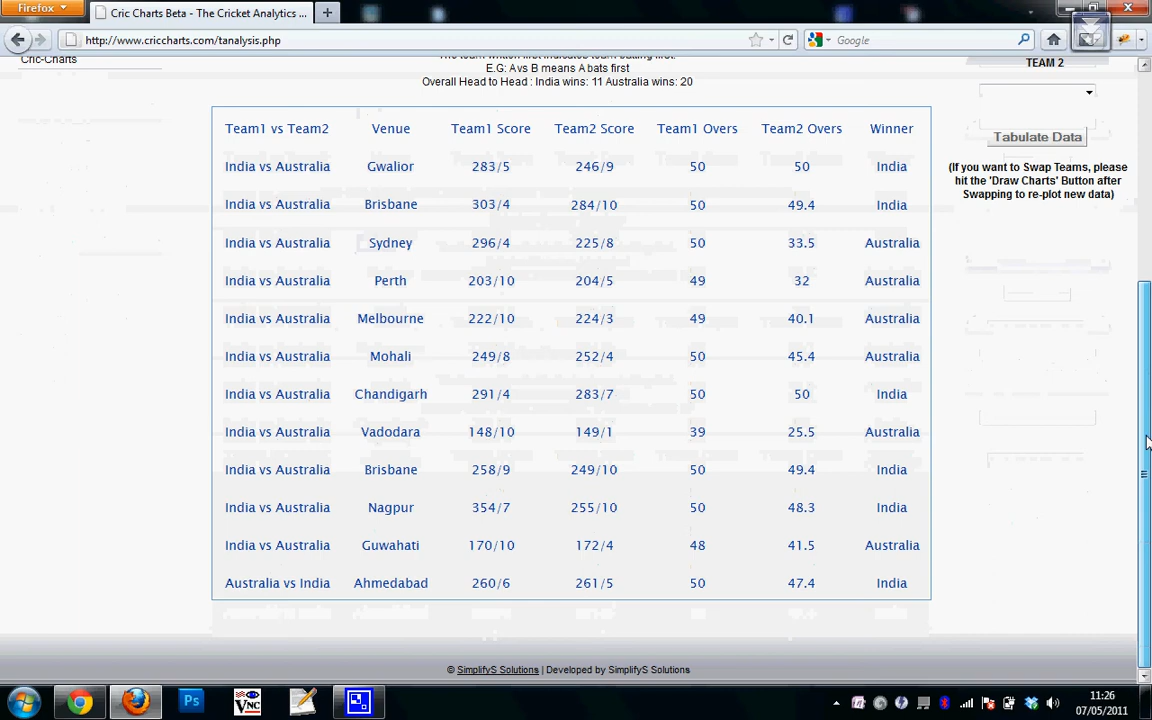 Firefox
Cric Charts Beta - The Cricket Analytics ...
http://www.criccharts.com/tanalysis.php
Google
Cric-Charts
E.G: A vs B means A bats first
Overall Head to Head : India wins: 11 Australia wins: 20
TEAM 2
Tabulate Data
(If you want to Swap Teams, please
hit the 'Draw Charts' Button after
Swapping to re-plot new data)
Team1 vs Team2 Venue Team1 Score Team2 Score Team1 Overs Team2 Overs Winner
India vs Australia Gwalior 283/5 246/9 50 50 India
India vs Australia Brisbane 303/4 284/10 50 49.4 India
India vs Australia Sydney 296/4 225/8 50 33.5 Australia
India vs Australia Perth 203/10 204/5 49 32 Australia
India vs Australia Melbourne 222/10 224/3 49 40.1 Australia
India vs Australia Mohali 249/8 252/4 50 45.4 Australia
India vs Australia Chandigarh 291/4 283/7 50 50 India
India vs Australia Vadodara 148/10 149/1 39 25.5 Australia
India vs Australia Brisbane 258/9 249/10 50 49.4 India
India vs Australia Nagpur 354/7 255/10 50 48.3 India
India vs Australia Guwahati 170/10 172/4 48 41.5 Australia
Australia vs India Ahmedabad 260/6 261/5 50 47.4 India
© SimplifyS Solutions | Developed by SimplifyS Solutions
Ps
VNC
11:26
07/05/2011